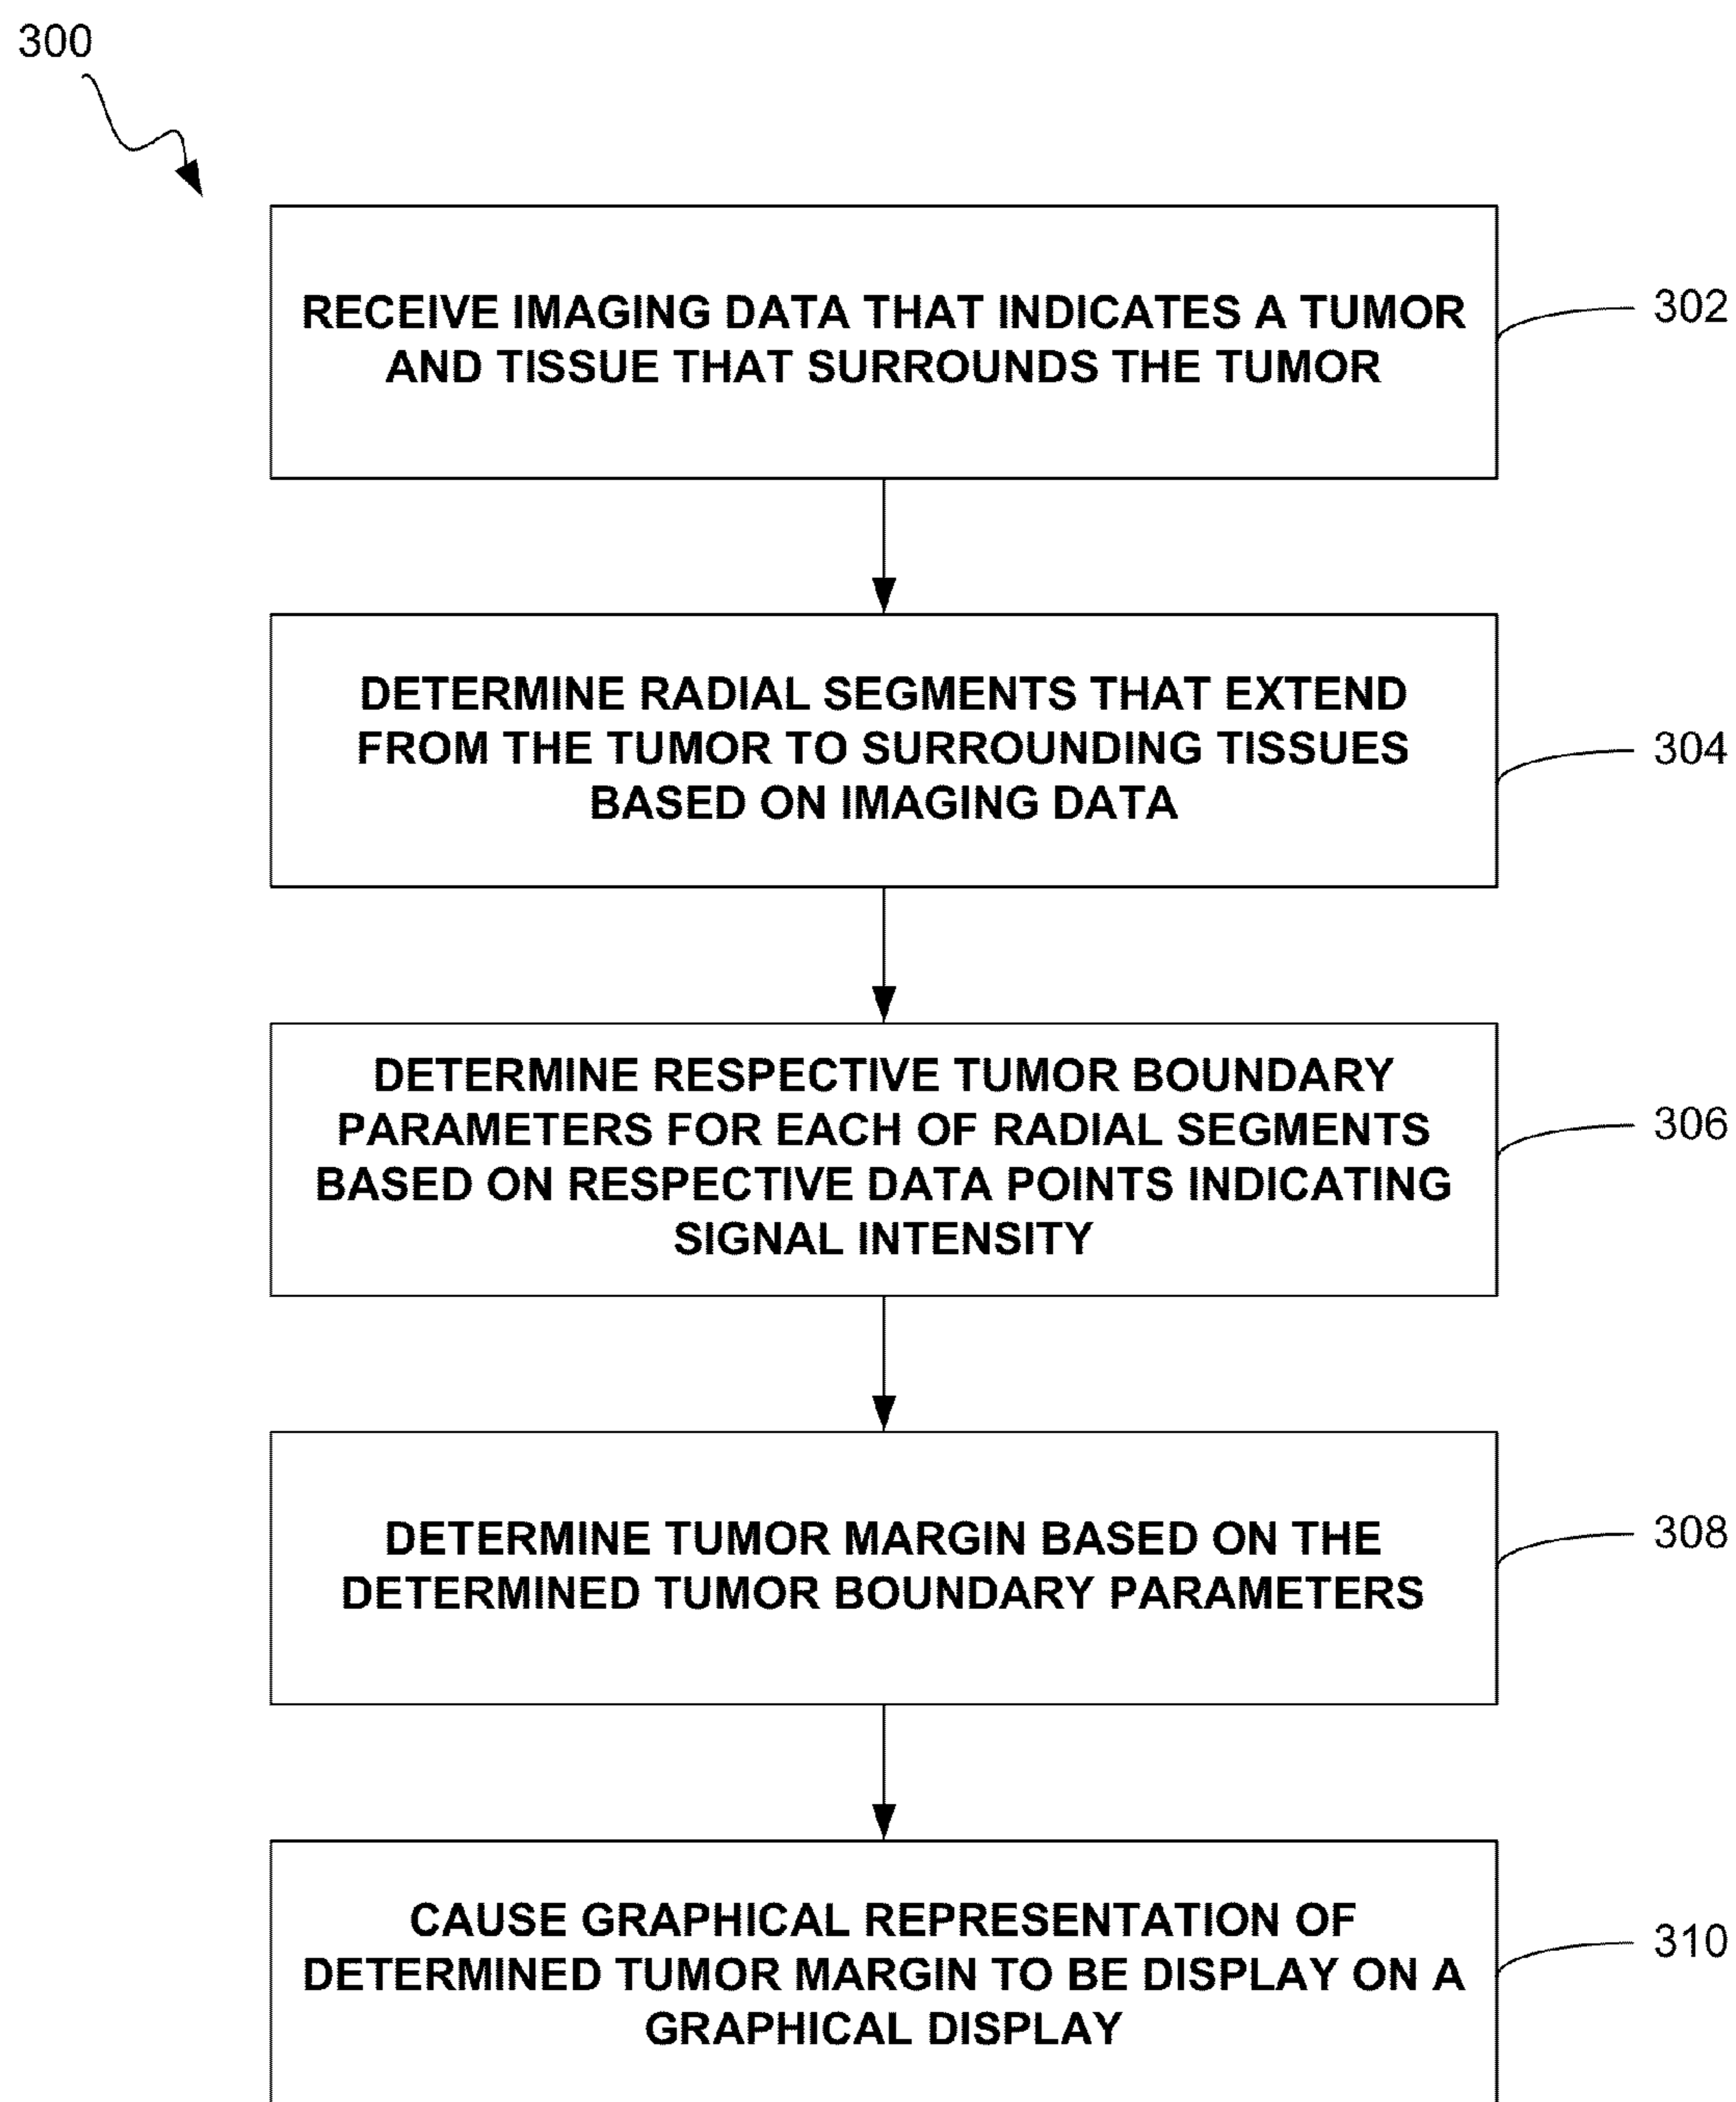 300
RECEIVE IMAGING DATA THAT INDICATES A TUMOR
AND TISSUE THAT SURROUNDS THE TUMOR
302
DETERMINE RADIAL SEGMENTS THAT EXTEND
FROM THE TUMOR TO SURROUNDING TISSUES
BASED ON IMAGING DATA
304
DETERMINE RESPECTIVE TUMOR BOUNDARY
PARAMETERS FOR EACH OF RADIAL SEGMENTS
BASED ON RESPECTIVE DATA POINTS INDICATING
SIGNAL INTENSITY
306
DETERMINE TUMOR MARGIN BASED ON THE
DETERMINED TUMOR BOUNDARY PARAMETERS
308
CAUSE GRAPHICAL REPRESENTATION OF
DETERMINED TUMOR MARGIN TO BE DISPLAY ON A
GRAPHICAL DISPLAY
310